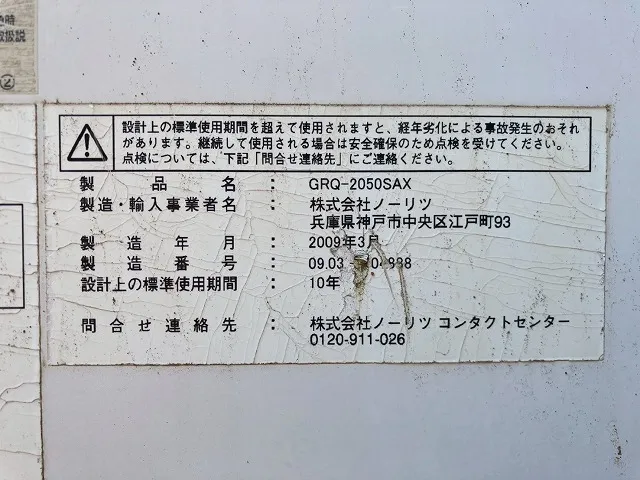 取扱説
②
設計上の標準使用期間を超えて使用されますと、経年劣化による事故発生のおそれ
があります。継続して使用される場合は安全確保のため点検を受けてください。
点検については、下記「問合せ連絡先」にご連絡ください。
製品名：GRQ-2050SAX
製造・輸入事業者名：株式会社ノーリツ
兵庫県神戸市中央区江戸町93
製造年月：2009年3月
製造番号：09.03
設計上の標準使用期間：10年
問合せ連絡先：株式会社ノーリツ コンタクトセンター
0120-911-026